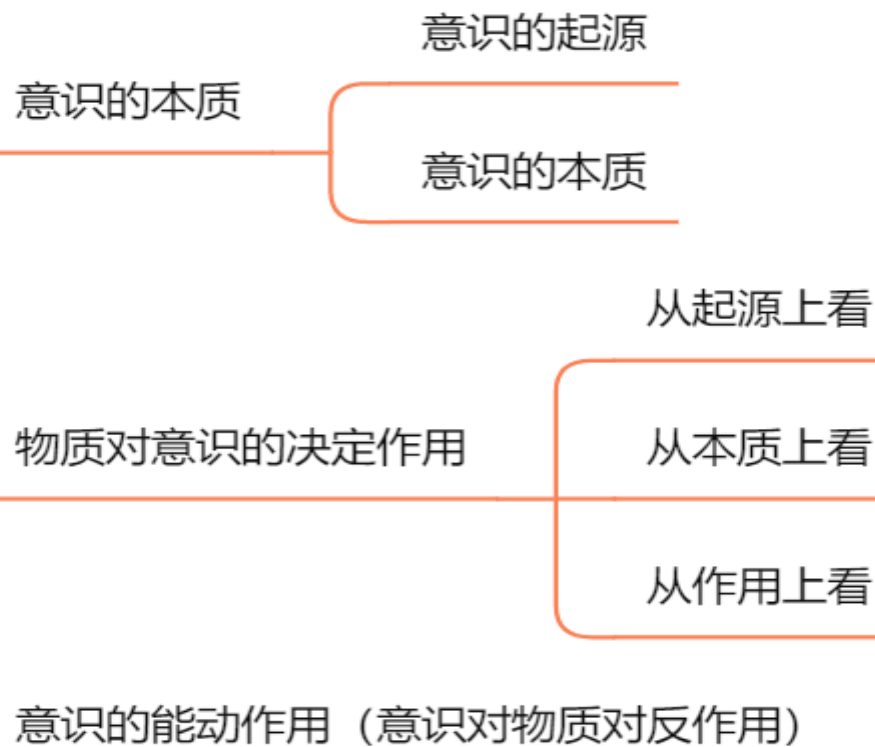 意识的起源
意识的本质
意识的本质
从起源上看
物质对意识的决定作用
从本质上看
从作用上看
意识的能动作用（意识对物质对反作用）